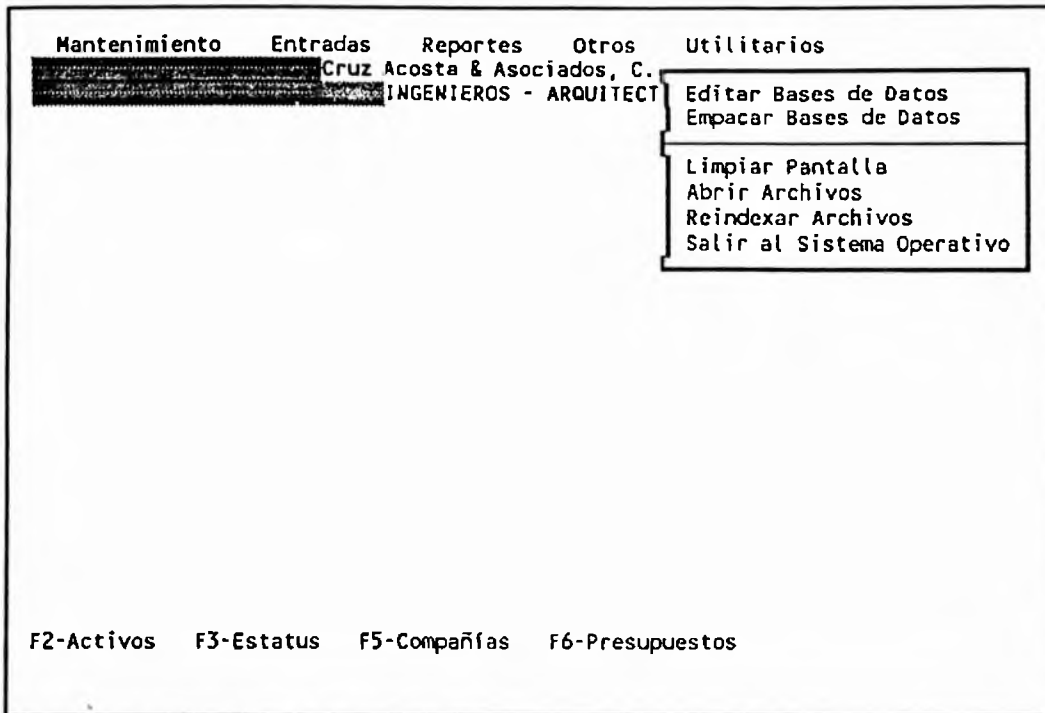 Mantenimiento Entradas Reportes Otros Utilitarios
Cruz Acosta & Asociados, C.
INGENIEROS - ARQUITECT
Editar Bases de Datos
Empacar Bases de Datos
Limpiar Pantalla
Abrir Archivos
Reindexar Archivos
Salir al Sistema Operativo
F2-Activos F3-Estatus F5-Compañías F6-Presupuestos